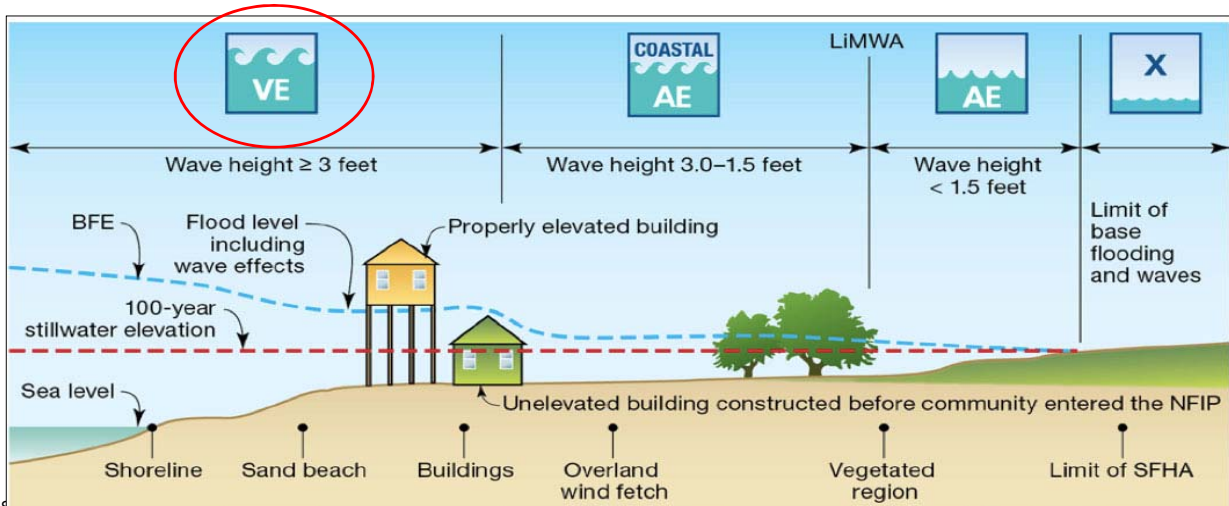 VE
COASTAL
AE
LiMWA
AE
X
Wave height ≥ 3 feet
Wave height 3.0–1.5 feet
Wave height
< 1.5 feet
BFE
Flood level
including
wave effects
Properly elevated building
Limit of
base
flooding
and waves
100-year
stillwater elevation
Sea level
Unelevated building constructed before community entered the NFIP
Shoreline
Sand beach
Buildings
Overland
wind fetch
Vegetated
region
Limit of SFHA